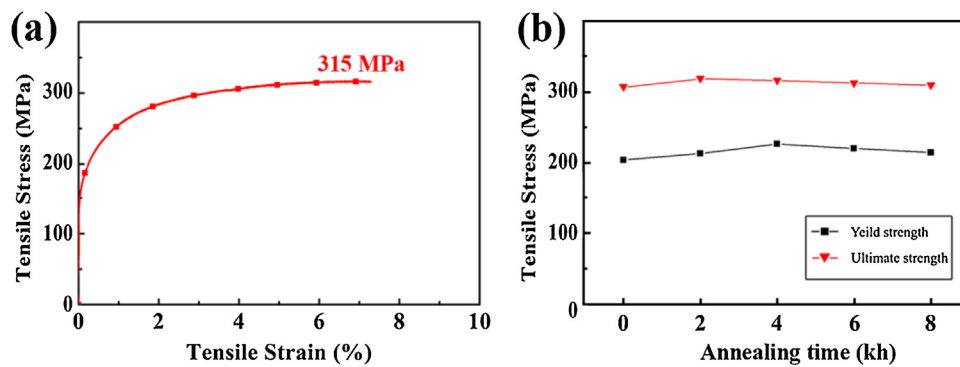 (a)
Tensile Stress (MPa)
300
200
100
0
315 MPa
0 2 4 6 8 10
Tensile Strain (%)
(b)
Tensile Stress (MPa)
400
300
200
100
0
Yeild strength
Ultimate strength
0 2 4 6 8
Annealing time (kh)